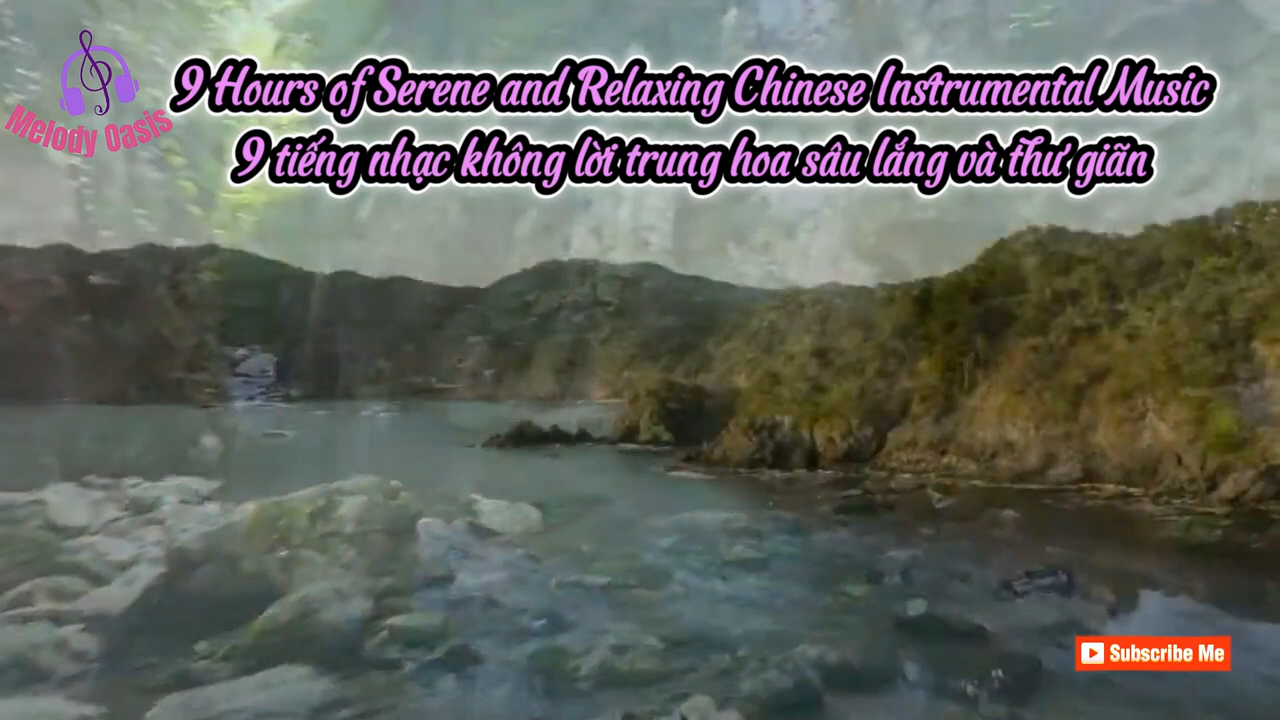 Melody Oasis
9 Hours of Serene and Relaxing Chinese Instrumental Music
9 tiếng nhạc không lời trung hoa sâu lắng và thư giãn
Subscribe Me